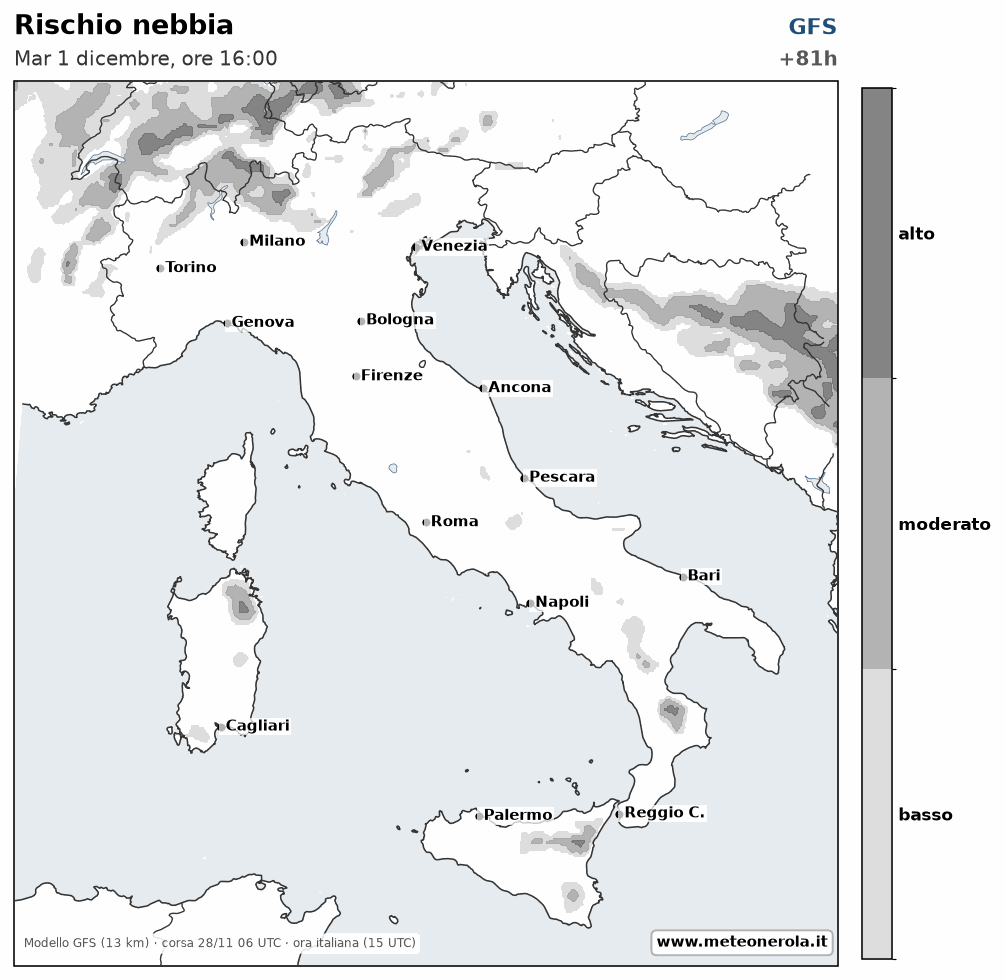 Rischio nebbia
GFS
Mar 1 dicembre, ore 16:00
+81h
alto
Milano
Venezia
Torino
Bologna
Genova
Firenze
Ancona
Pescara
Roma
moderato
Bari
Napoli
Cagliari
Palermo
Reggio C.
basso
Modello GFS (13 km) · corsa 28/11 06 UTC · ora italiana (15 UTC)
www.meteonerola.it